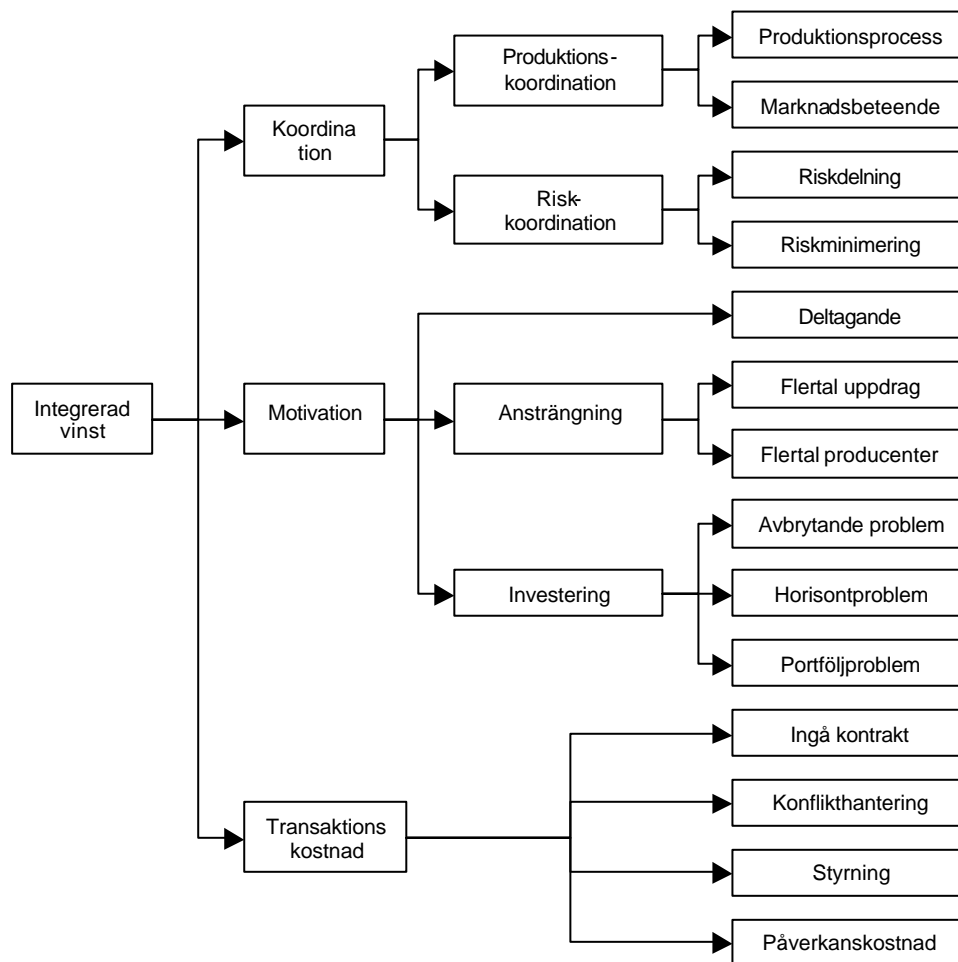 Integrerad
vinst
Koordina
tion
Produktions-
koordination
Produktionsprocess
Marknadsbeteende
Risk-
koordination
Riskdelning
Riskminimering
Motivation
Deltagande
Ansträngning
Flertal uppdrag
Flertal producenter
Investering
Avbrytande problem
Horisontproblem
Portföljproblem
Transaktions
kostnad
Ingå kontrakt
Konflikthantering
Styrning
Påverkanskostnad